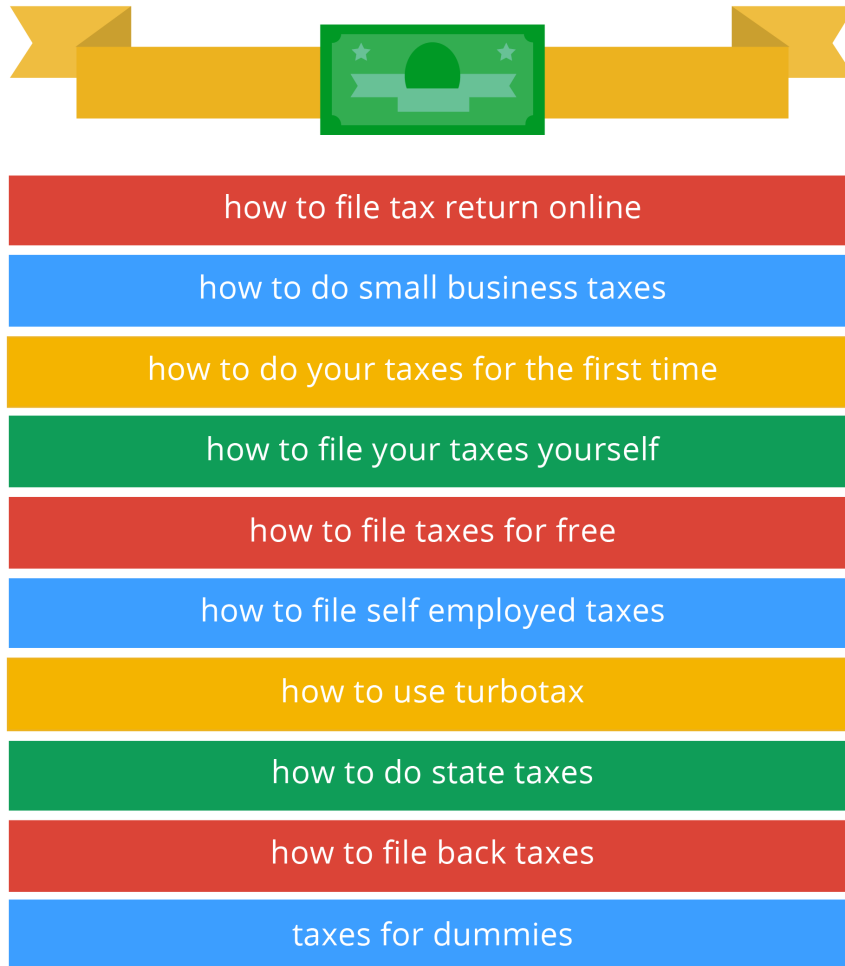 how to file tax return online
how to do small business taxes
how to do your taxes for the first time
how to file your taxes yourself
how to file taxes for free
how to file self employed taxes
how to use turbotax
how to do state taxes
how to file back taxes
taxes for dummies